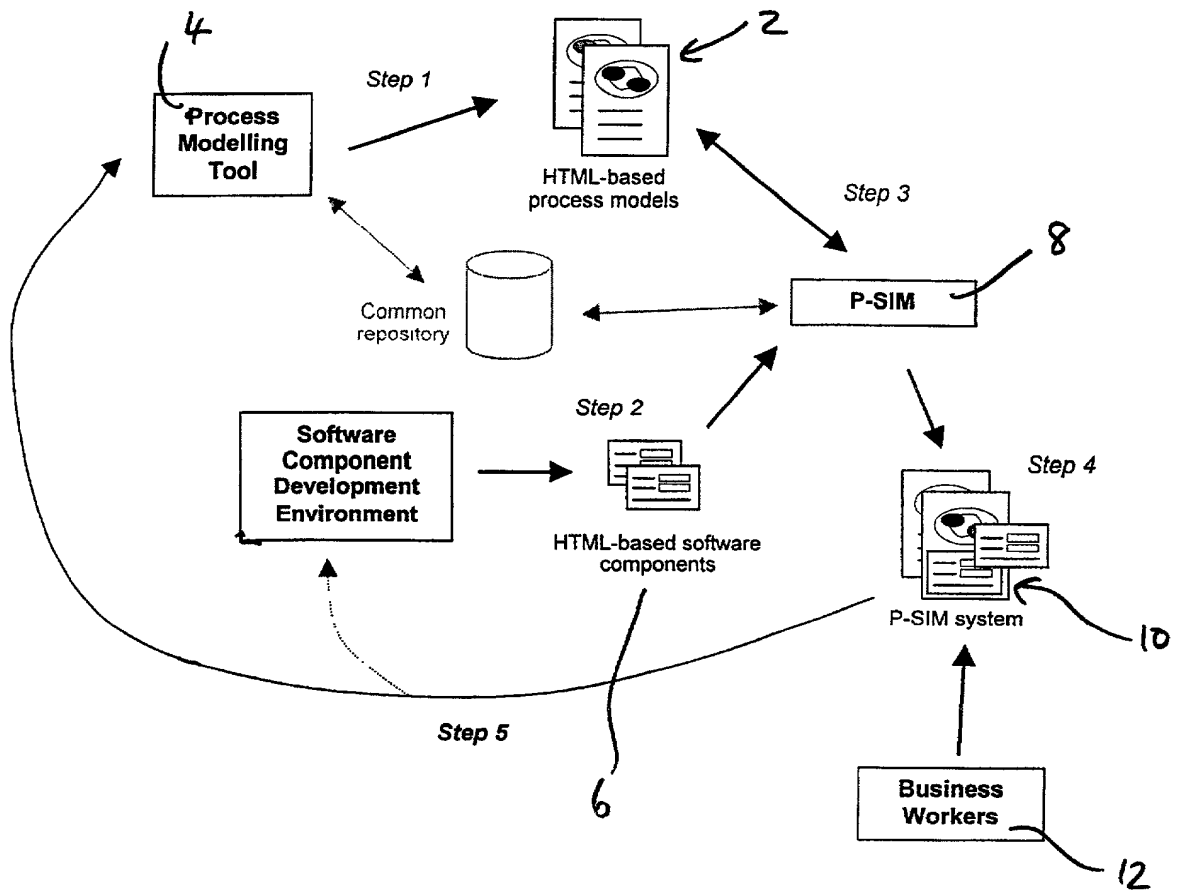 4
2
Step 1
Process
Modelling
Tool
HTML-based
process models
Step 3
8
P-SIM
Common
repository
Step 2
Software
Component
Development
Environment
Step 4
HTML-based software
components
P-SIM system
10
Step 5
6
Business
Workers
12